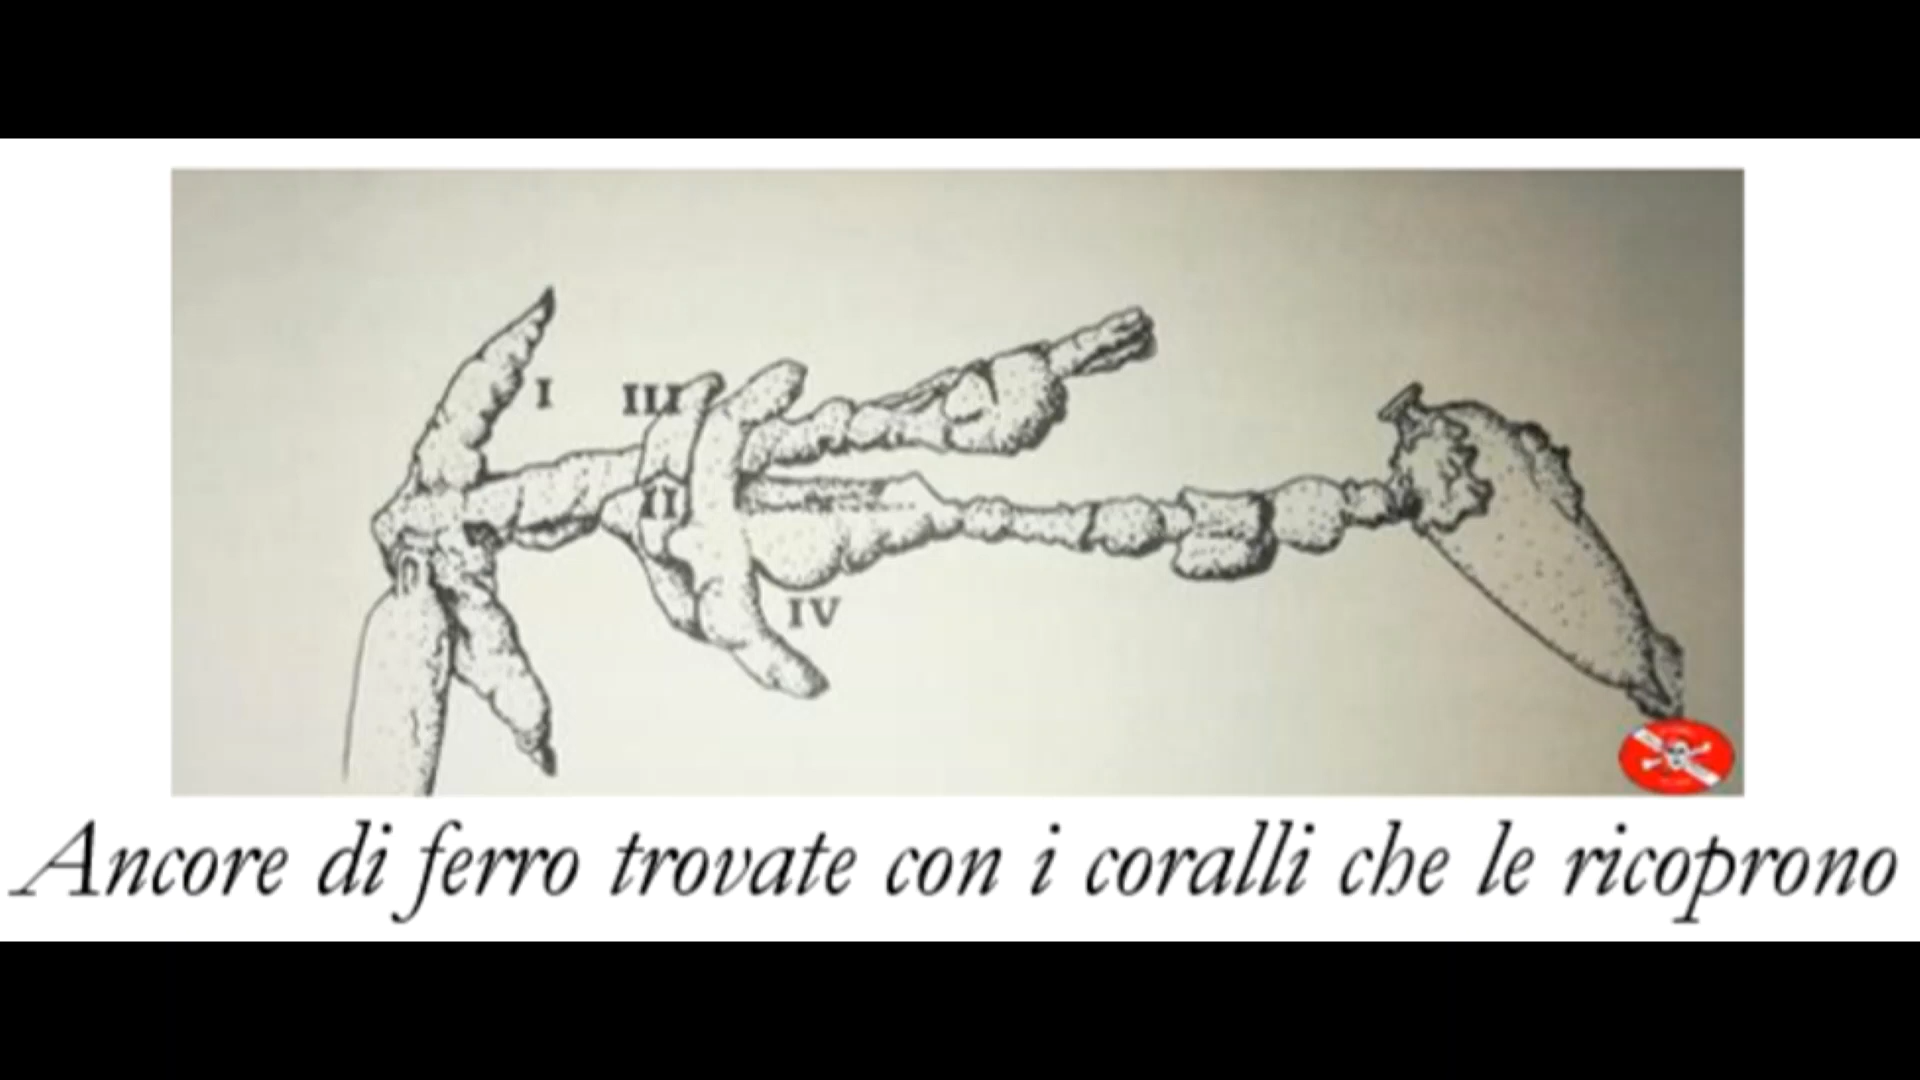 I
III
II
IV
Ancore di ferro trovate con i coralli che le ricoprono